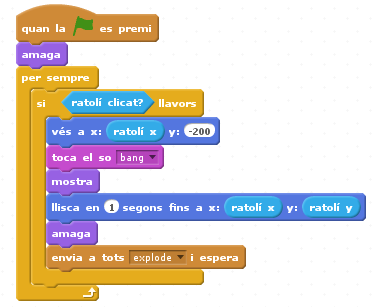 quan la es premi
amaga
per sempre
si ratolí clicat? llavors
vés a x: ratolí x y: -200
toca el so bang
mostra
llisca en 1 segons fins a x: ratolí x y: ratolí y
amaga
envia a tots explode i espera